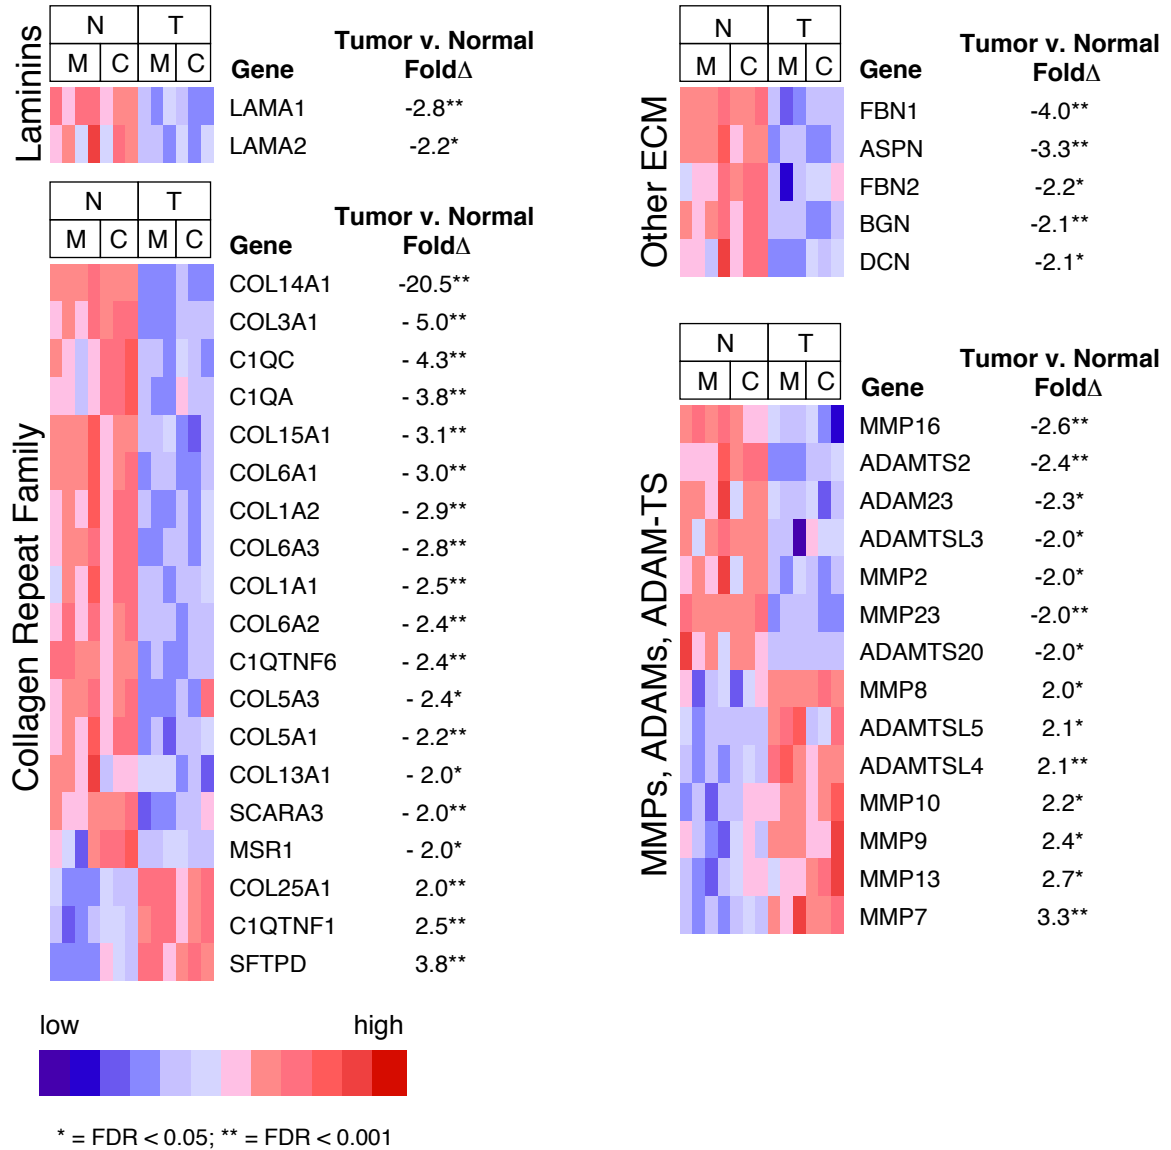 Laminins
N T
M C M C
Gene
Tumor v. Normal
FoldΔ
LAMA1 -2.8**
LAMA2 -2.2*
Collagen Repeat Family
N T
M C M C
Gene
Tumor v. Normal
FoldΔ
COL14A1 -20.5**
COL3A1 - 5.0**
C1QC - 4.3**
C1QA - 3.8**
COL15A1 - 3.1**
COL6A1 - 3.0**
COL1A2 - 2.9**
COL6A3 - 2.8**
COL1A1 - 2.5**
COL6A2 - 2.4**
C1QTNF6 - 2.4**
COL5A3 - 2.4*
COL5A1 - 2.2**
COL13A1 - 2.0*
SCARA3 - 2.0**
MSR1 - 2.0*
COL25A1 2.0**
C1QTNF1 2.5**
SFTPD 3.8**
Other ECM
N T
M C M C
Gene
Tumor v. Normal
FoldΔ
FBN1 -4.0**
ASPN -3.3**
FBN2 -2.2*
BGN -2.1**
DCN -2.1*
MMPs, ADAMs, ADAM-TS
N T
M C M C
Gene
Tumor v. Normal
FoldΔ
MMP16 -2.6**
ADAMTS2 -2.4**
ADAM23 -2.3*
ADAMTSL3 -2.0*
MMP2 -2.0*
MMP23 -2.0**
ADAMTS20 -2.0*
MMP8 2.0*
ADAMTSL5 2.1*
ADAMTSL4 2.1**
MMP10 2.2*
MMP9 2.4*
MMP13 2.7*
MMP7 3.3**
low high
* = FDR < 0.05; ** = FDR < 0.001